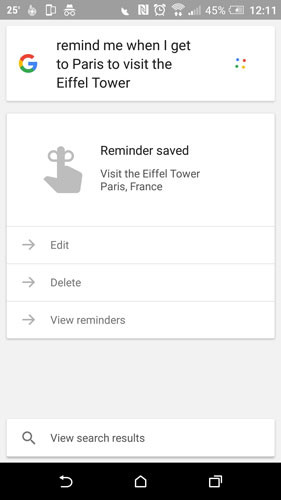 25° 45% 12:11
remind me when I get
to Paris to visit the
Eiffel Tower
Reminder saved
Visit the Eiffel Tower
Paris, France
Edit
Delete
View reminders
View search results